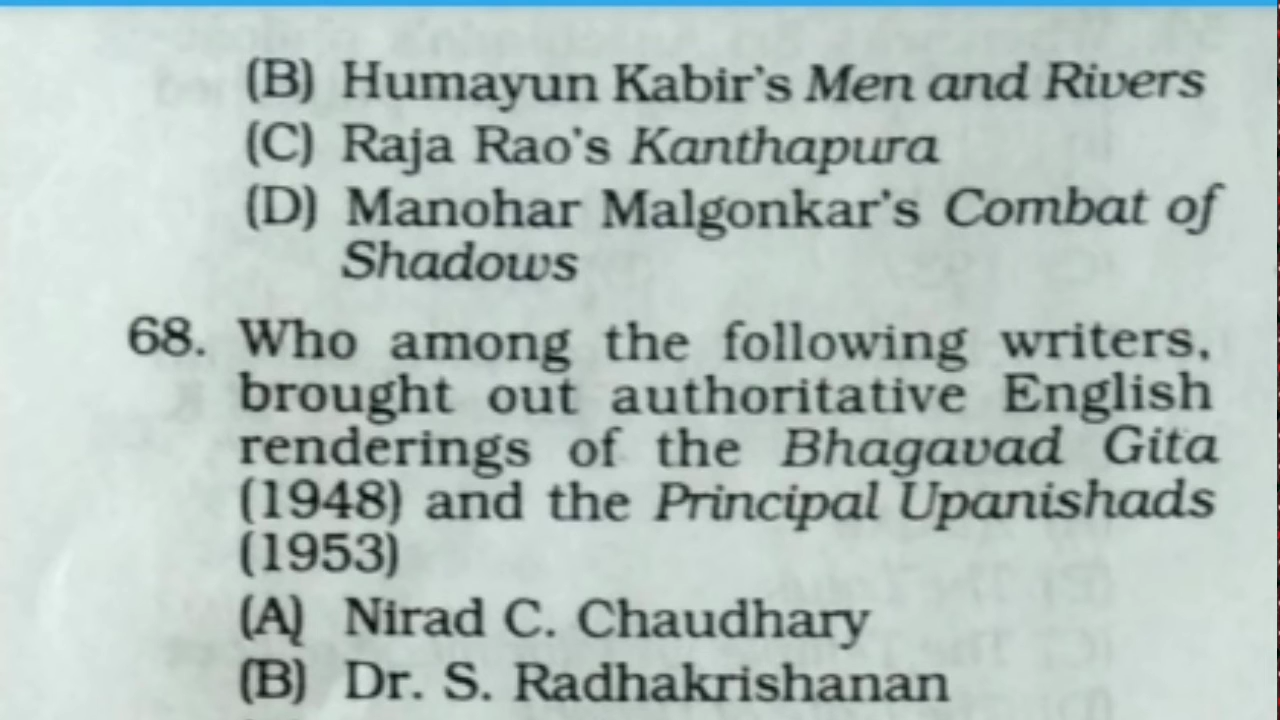 (B) Humayun Kabir's Men and Rivers
(C) Raja Rao's Kanthapura
(D) Manohar Malgonkar's Combat of
Shadows
68. Who among the following writers,
brought out authoritative English
renderings of the Bhagavad Gita
(1948) and the Principal Upanishads
(1953)
(A) Nirad C. Chaudhary
(B) Dr. S. Radhakrishanan